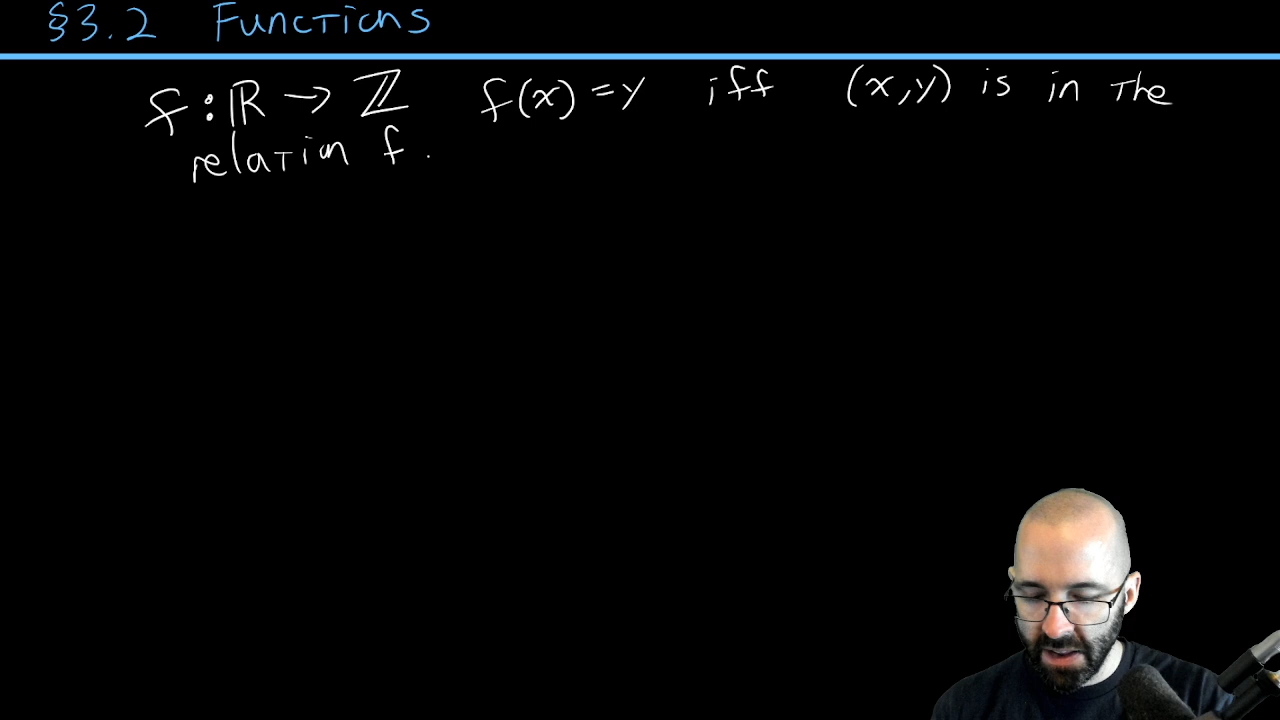 §3.2 Functions
f:ℝ → ℤ f(x)=y iff (x,y) is in the
relation f.